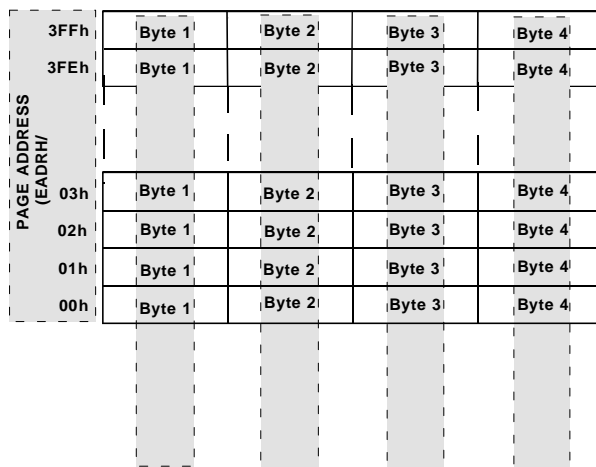 3FFh Byte 1 Byte 2 Byte 3 Byte 4
3FEh Byte 1 Byte 2 Byte 3 Byte 4
PAGE ADDRESS
(EADRH/
03h Byte 1 Byte 2 Byte 3 Byte 4
02h Byte 1 Byte 2 Byte 3 Byte 4
01h Byte 1 Byte 2 Byte 3 Byte 4
00h Byte 1 Byte 2 Byte 3 Byte 4